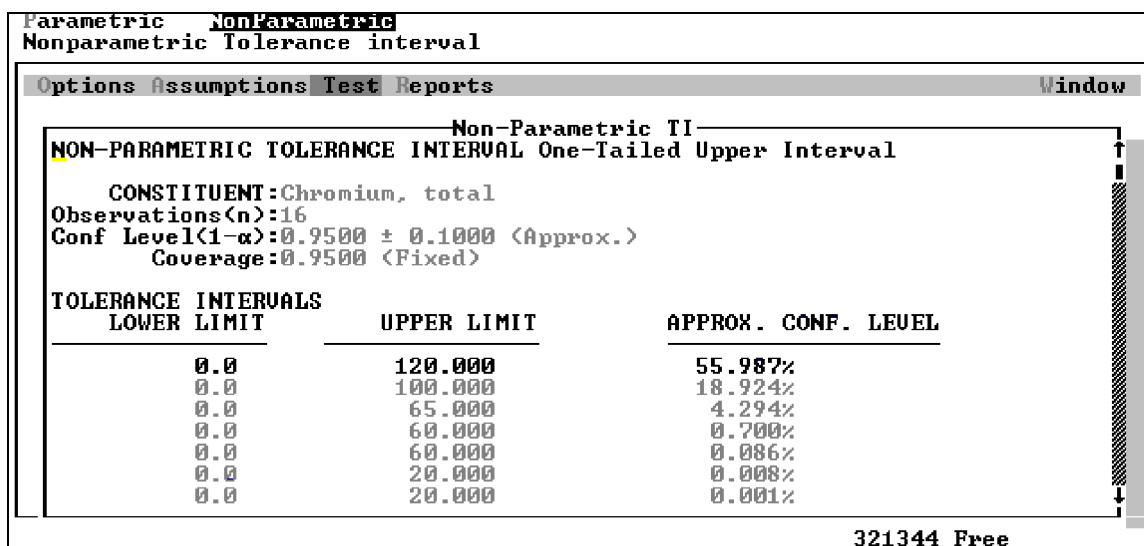 Parametric NonParametric
Nonparametric Tolerance interval
Options Assumptions Test Reports Window
Non-Parametric TI
NON-PARAMETRIC TOLERANCE INTERVAL One-Tailed Upper Interval
CONSTITUENT:Chromium, total
Observations(n):16
Conf Level(1-α):0.9500 ± 0.1000 (Approx.)
Coverage:0.9500 (Fixed)
TOLERANCE INTERVALS
LOWER LIMIT UPPER LIMIT APPROX. CONF. LEVEL
0.0 120.000 55.987%
0.0 100.000 18.924%
0.0 65.000 4.294%
0.0 60.000 0.700%
0.0 60.000 0.086%
0.0 20.000 0.008%
0.0 20.000 0.001%
321344 Free